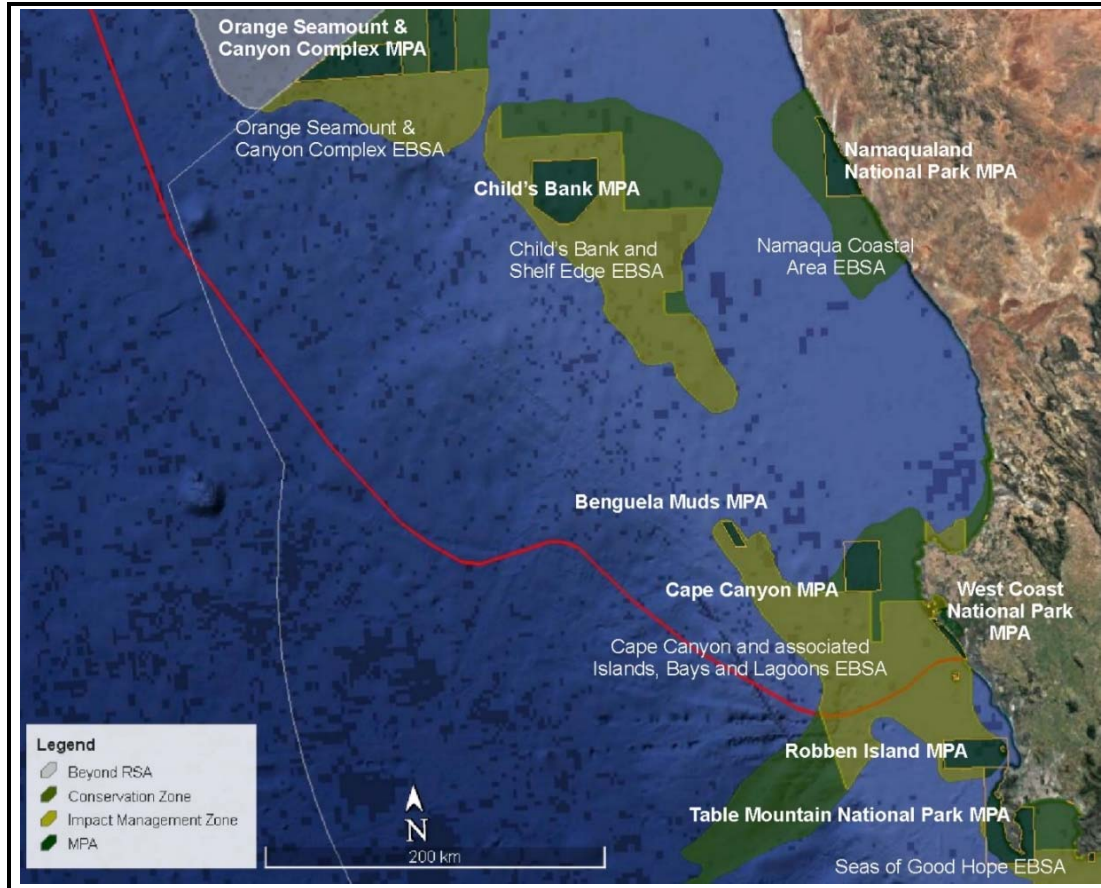 Orange Seamount &
Canyon Complex MPA
Orange Seamount &
Canyon Complex EBSA
Child's Bank MPA
Namaqualand
National Park MPA
Child's Bank and
Shelf Edge EBSA
Namaqua Coastal
Area EBSA
Benguela Muds MPA
Cape Canyon MPA
West Coast
National Park
MPA
Cape Canyon and associated
Islands, Bays and Lagoons EBSA
Robben Island MPA
Table Mountain National Park MPA
Seas of Good Hope EBSA
Legend
Beyond RSA
Conservation Zone
Impact Management Zone
MPA
N
200 km